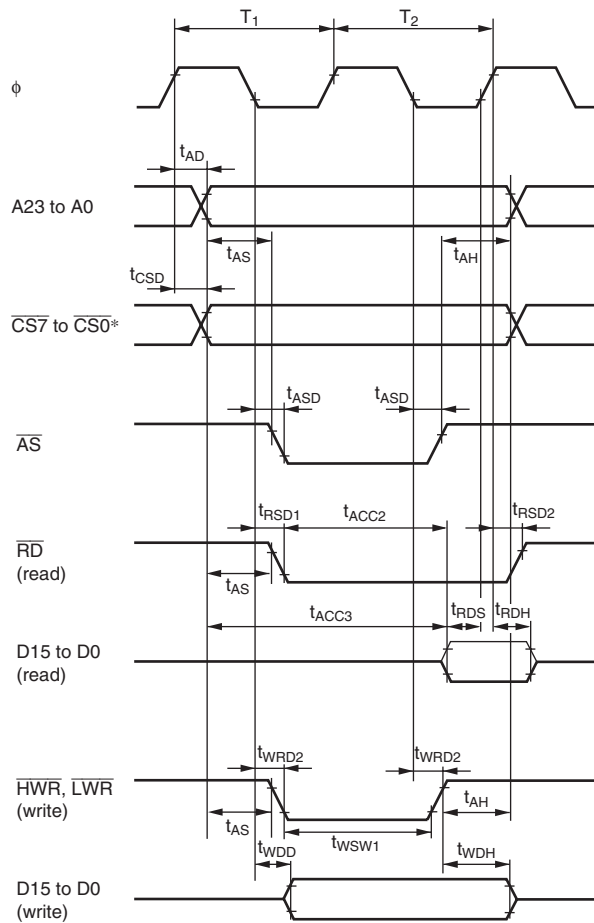 T1 T2
ϕ
tAD
A23 to A0
tAS tAH
tCSD
CS7 to CS0*
tASD tASD
AS
tRSD1 tACC2 tRSD2
RD
(read)
tAS
tACC3 tRDS tRDH
D15 to D0
(read)
tWRD2 tWRD2
HWR, LWR
(write)
tAS tAH
tWDD tWSW1 tWDH
D15 to D0
(write)